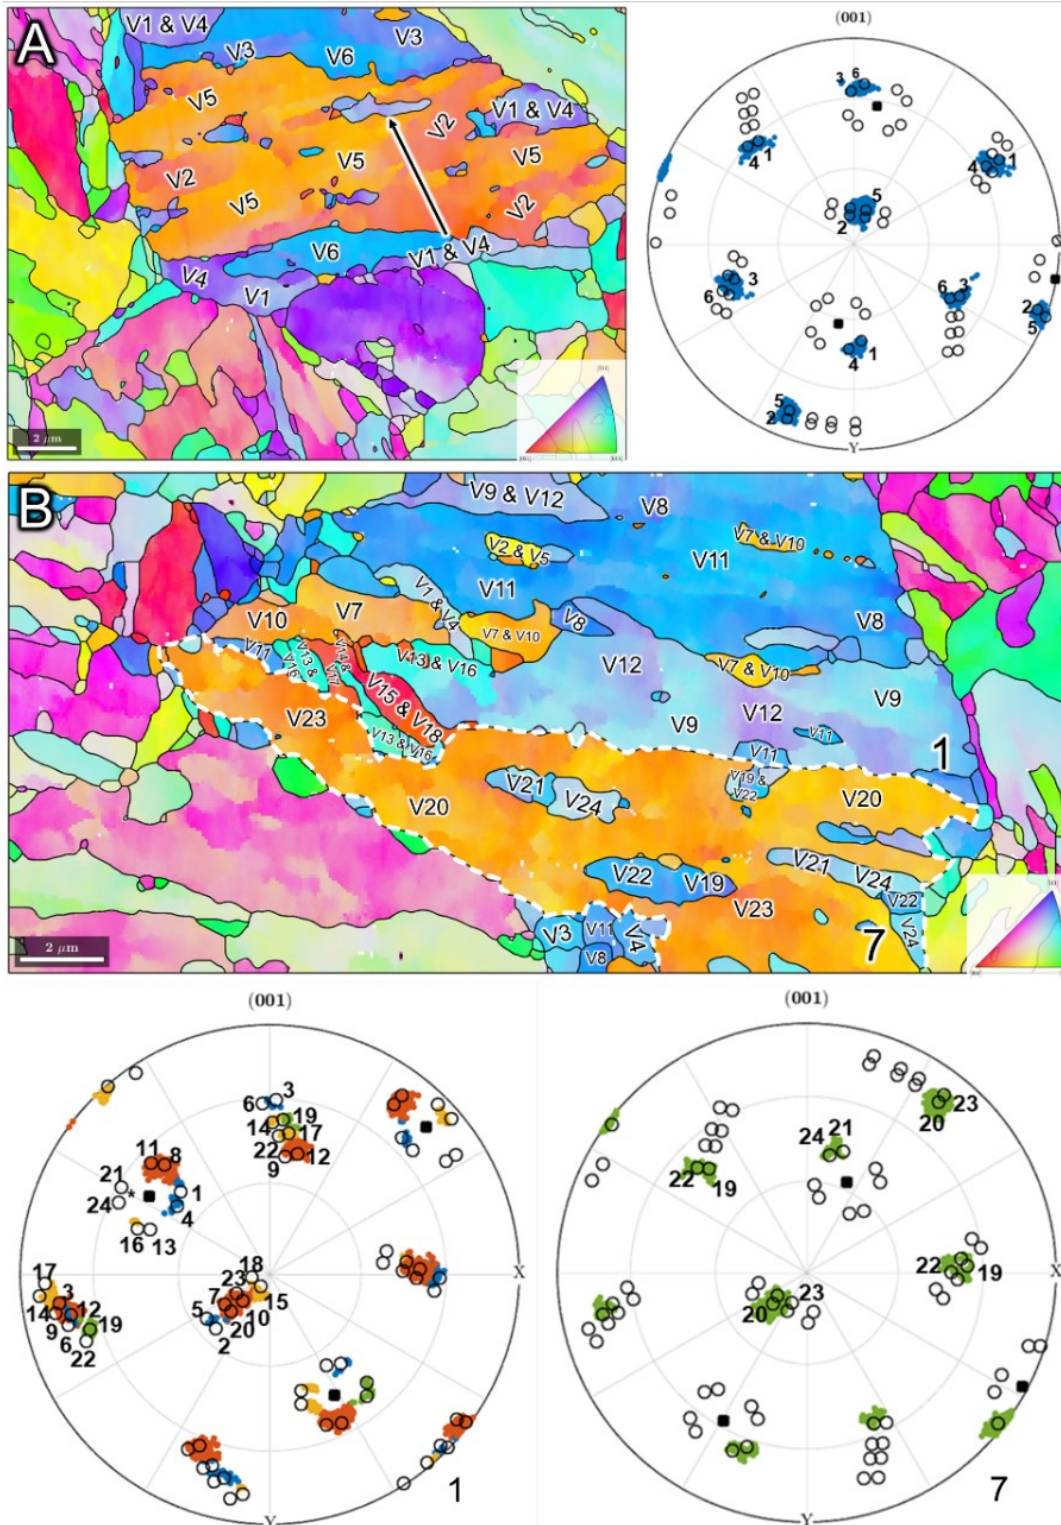 A
V1 & V4
V3
V3
V6
V5
V2
V1 & V4
V5
V5
V2
V5
V2
V6
V1 & V4
V4
V1
2 μm
(001)
3 6
4 1
4 1
5
2
3
6
6 3
2
5
1
4
5
2
Y
B
V9 & V12
V8
V2 & V5
V7 & V10
V11
V11
V1 & V4
V7
V10
V8
V8
V7 & V10
V11
V13 & V16
V14 & V17
V13 & V16
V12
V7 & V10
V15 & V18
V9
V23
V12
V9
V13 & V16
V11
V11
1
V21
V19 & V22
V24
V20
V20
V21
V22
V19
V24
V22
V23
V3
V11
V4
V24
V8
7
2 μm
(001)
6 3
19
14 17
22 12
9
11 8
21
*
1
24
4
16 13
18
17
23
3
7
15
14 12
5
10
9
19
20
6
2
22
X
Y
1
(001)
23
20
21
24
22 19
22
19
23
20
X
Y
7